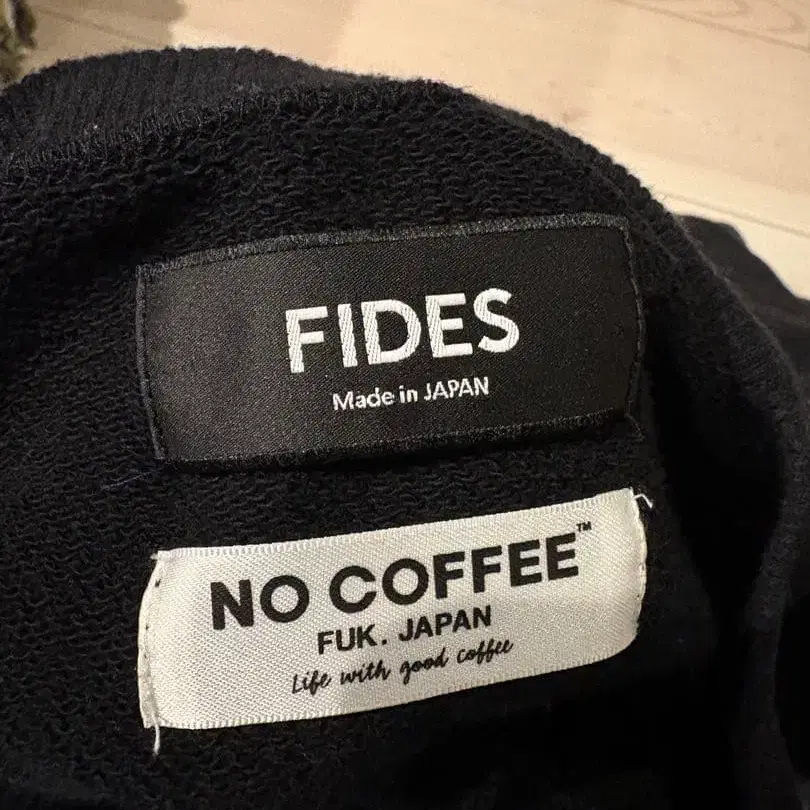 FIDES
Made in JAPAN
NO COFFEE™
FUK. JAPAN
Life with good coffee